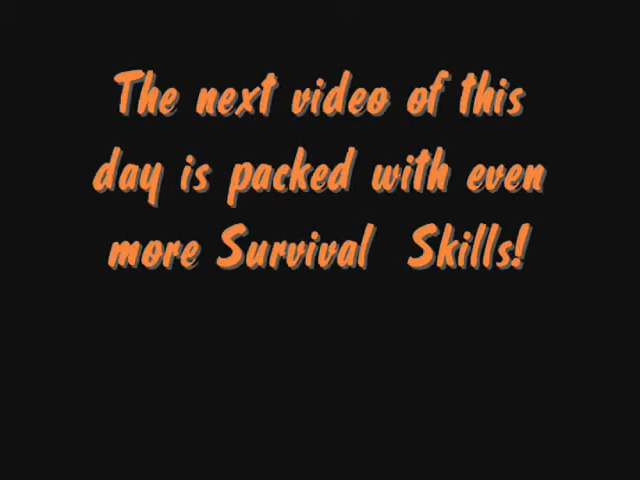 The next video of this
day is packed with even
more Survival Skills!